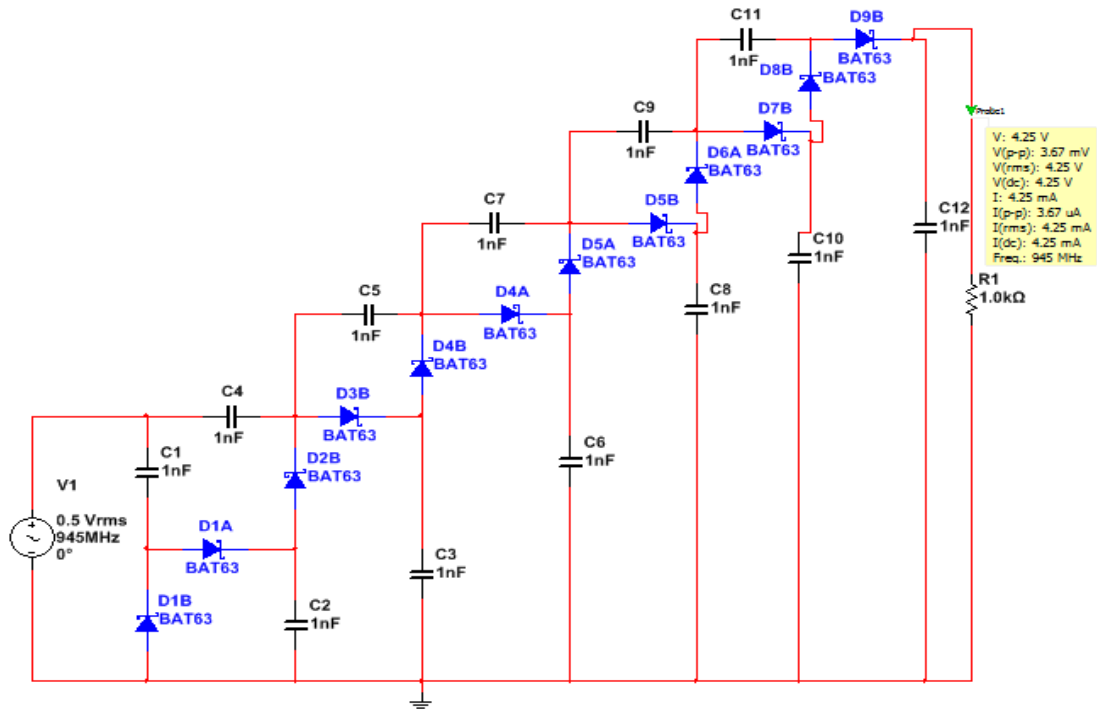 C11
1nF
D9B
BAT63
D8B
BAT63
C9
1nF
D7B
BAT63
Probe1
V: 4.25 V
V(p-p): 3.67 mV
V(rms): 4.25 V
V(dc): 4.25 V
I: 4.25 mA
I(p-p): 3.67 uA
I(rms): 4.25 mA
I(dc): 4.25 mA
Freq.: 945 MHz
D6A
BAT63
C7
1nF
D5B
BAT63
C12
1nF
C10
1nF
D5A
BAT63
R1
1.0kΩ
C8
1nF
C5
1nF
D4A
BAT63
D4B
BAT63
C4
1nF
D3B
BAT63
C1
1nF
D2B
BAT63
C6
1nF
V1
0.5 Vrms
945MHz
0°
D1A
BAT63
C3
1nF
D1B
BAT63
C2
1nF